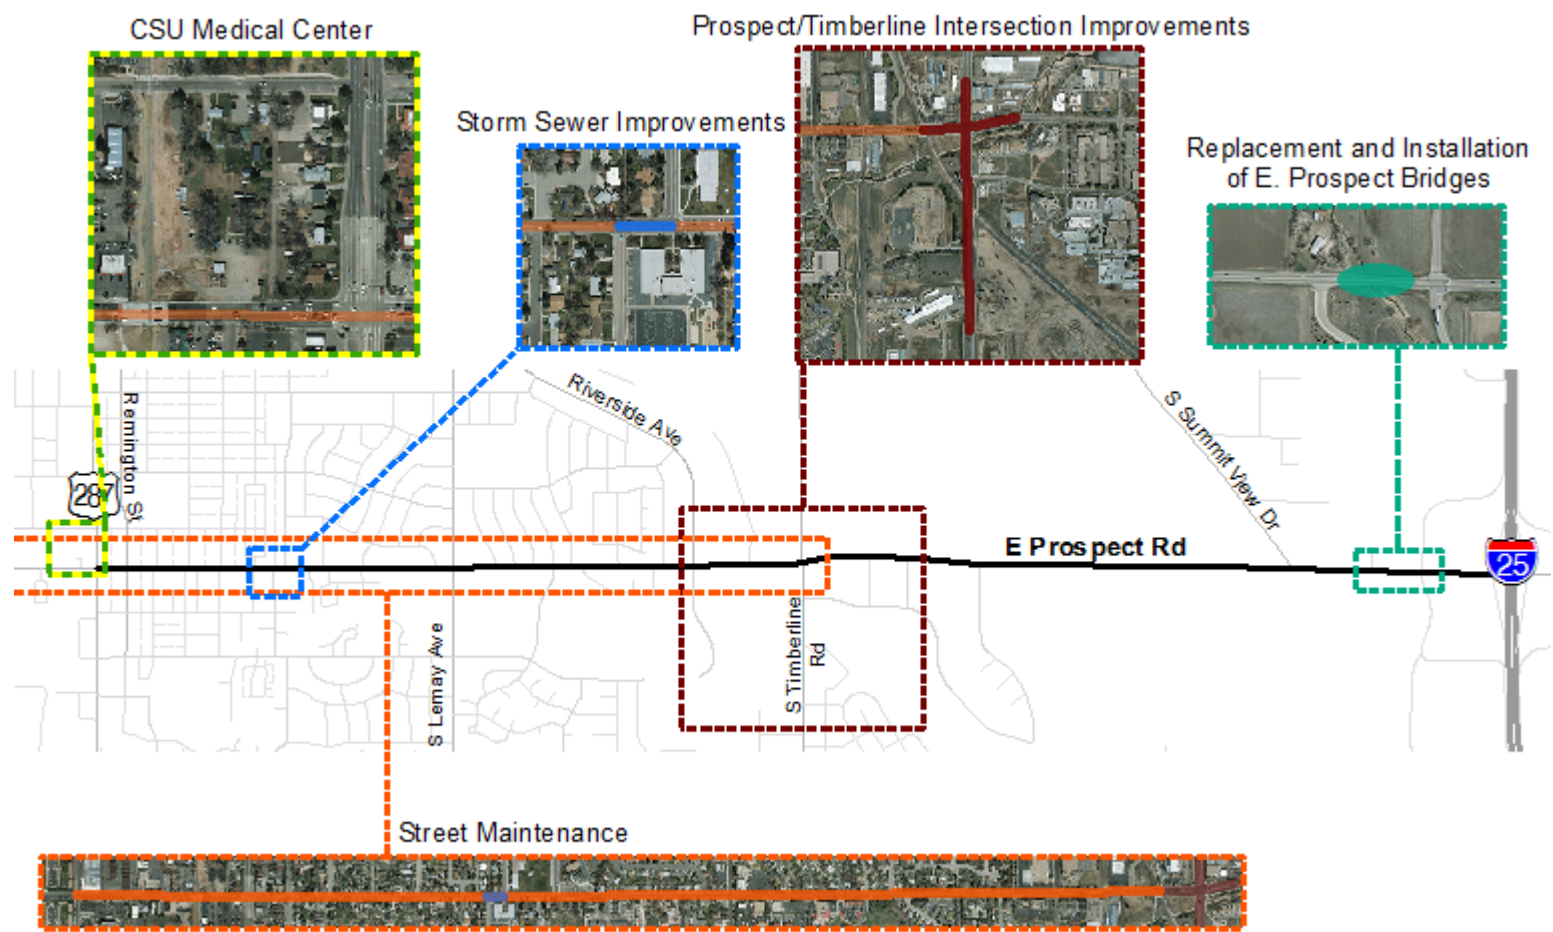 CSU Medical Center
Prospect/Timberline Intersection Improvements
Storm Sewer Improvements
Replacement and Installation
of E. Prospect Bridges
Remington St
287
Riverside Ave
S Summit View Dr
E Prospect Rd
25
S Lemay Ave
S Timberline
Rd
Street Maintenance